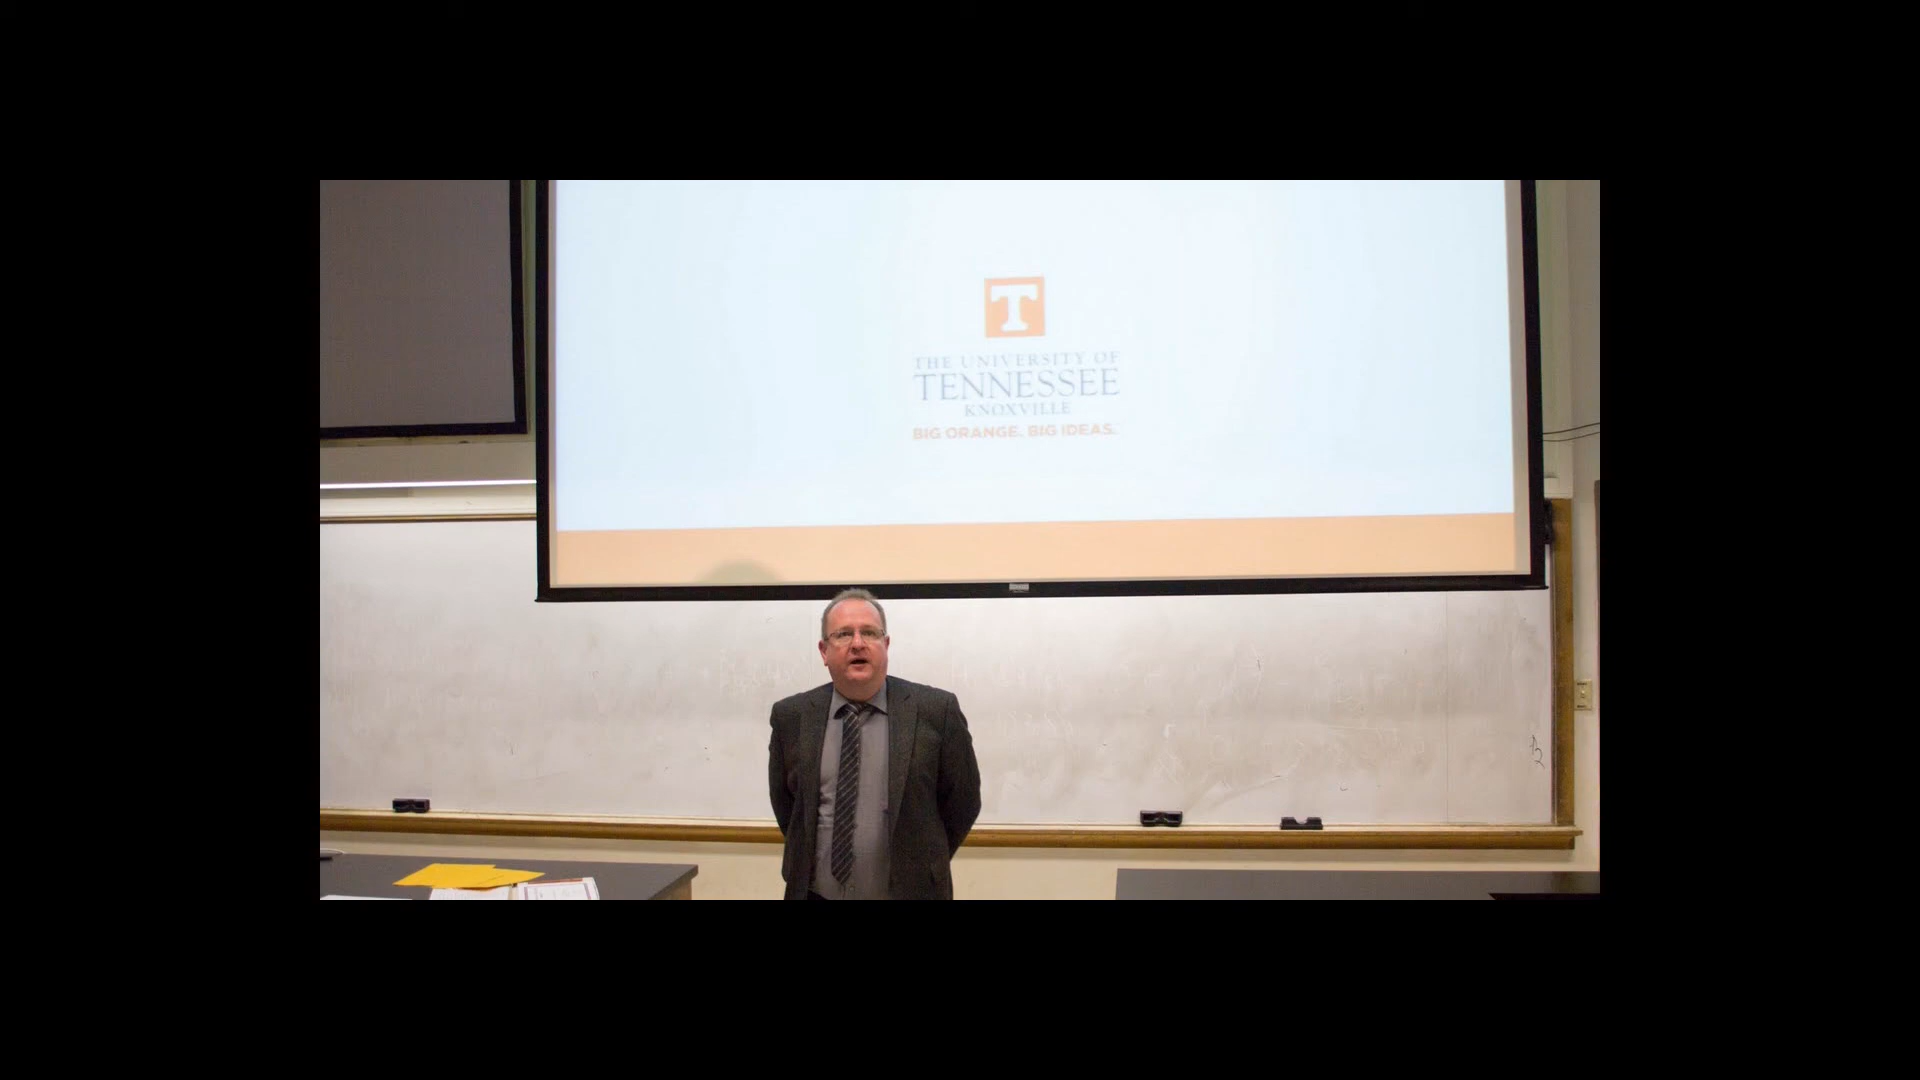 T
THE UNIVERSITY OF
TENNESSEE
KNOXVILLE
BIG ORANGE. BIG IDEAS.